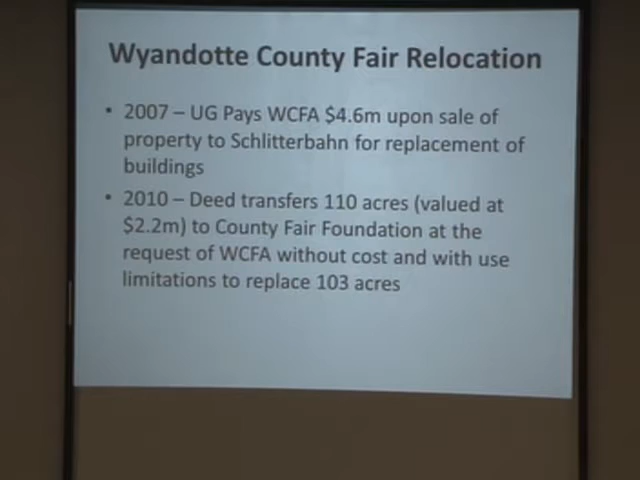 Wyandotte County Fair Relocation
• 2007 – UG Pays WCFA $4.6m upon sale of
property to Schlitterbahn for replacement of
buildings
• 2010 – Deed transfers 110 acres (valued at
$2.2m) to County Fair Foundation at the
request of WCFA without cost and with use
limitations to replace 103 acres